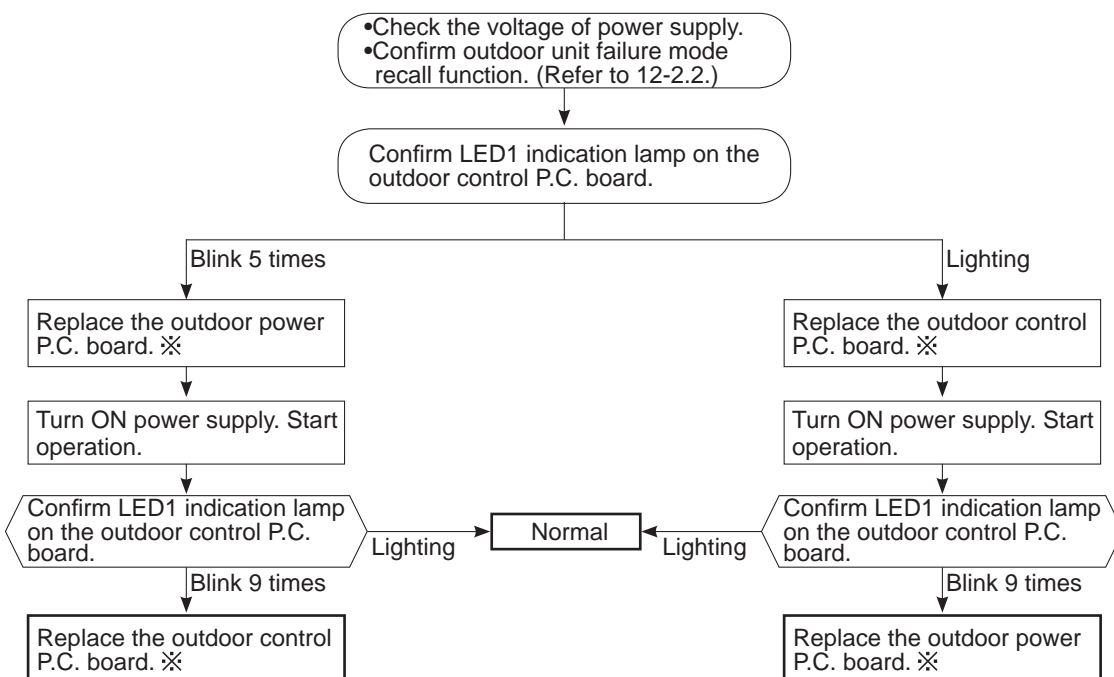 •Check the voltage of power supply.
•Confirm outdoor unit failure mode
recall function. (Refer to 12-2.2.)
Confirm LED1 indication lamp on the
outdoor control P.C. board.
Blink 5 times
Lighting
Replace the outdoor power
P.C. board. ※
Replace the outdoor control
P.C. board. ※
Turn ON power supply. Start
operation.
Turn ON power supply. Start
operation.
Confirm LED1 indication lamp
on the outdoor control P.C.
board.
Lighting
Normal
Lighting
Confirm LED1 indication lamp
on the outdoor control P.C.
board.
Blink 9 times
Blink 9 times
Replace the outdoor control
P.C. board. ※
Replace the outdoor power
P.C. board. ※